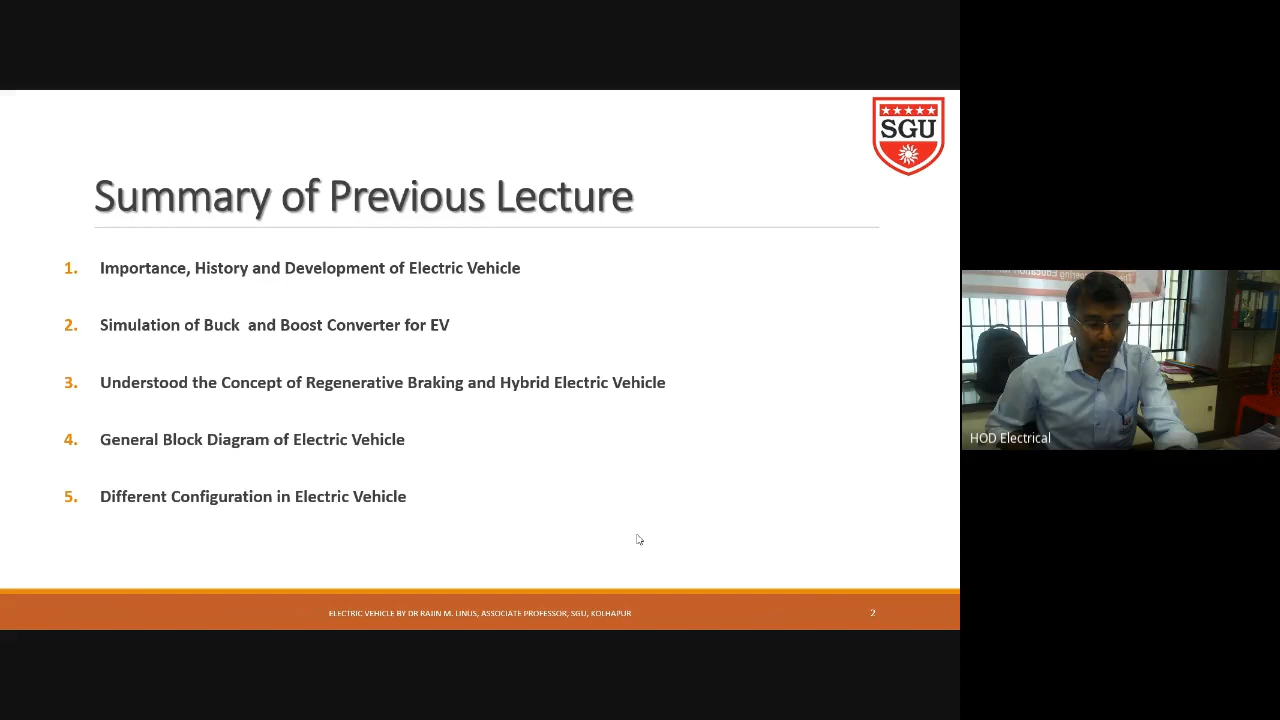 SGU
Summary of Previous Lecture
1. Importance, History and Development of Electric Vehicle
2. Simulation of Buck and Boost Converter for EV
3. Understood the Concept of Regenerative Braking and Hybrid Electric Vehicle
4. General Block Diagram of Electric Vehicle
5. Different Configuration in Electric Vehicle
ELECTRIC VEHICLE BY DR RAJIN M. LINUS, ASSOCIATE PROFESSOR, SGU, KOLHAPUR
2
Education for
HOD Electrical